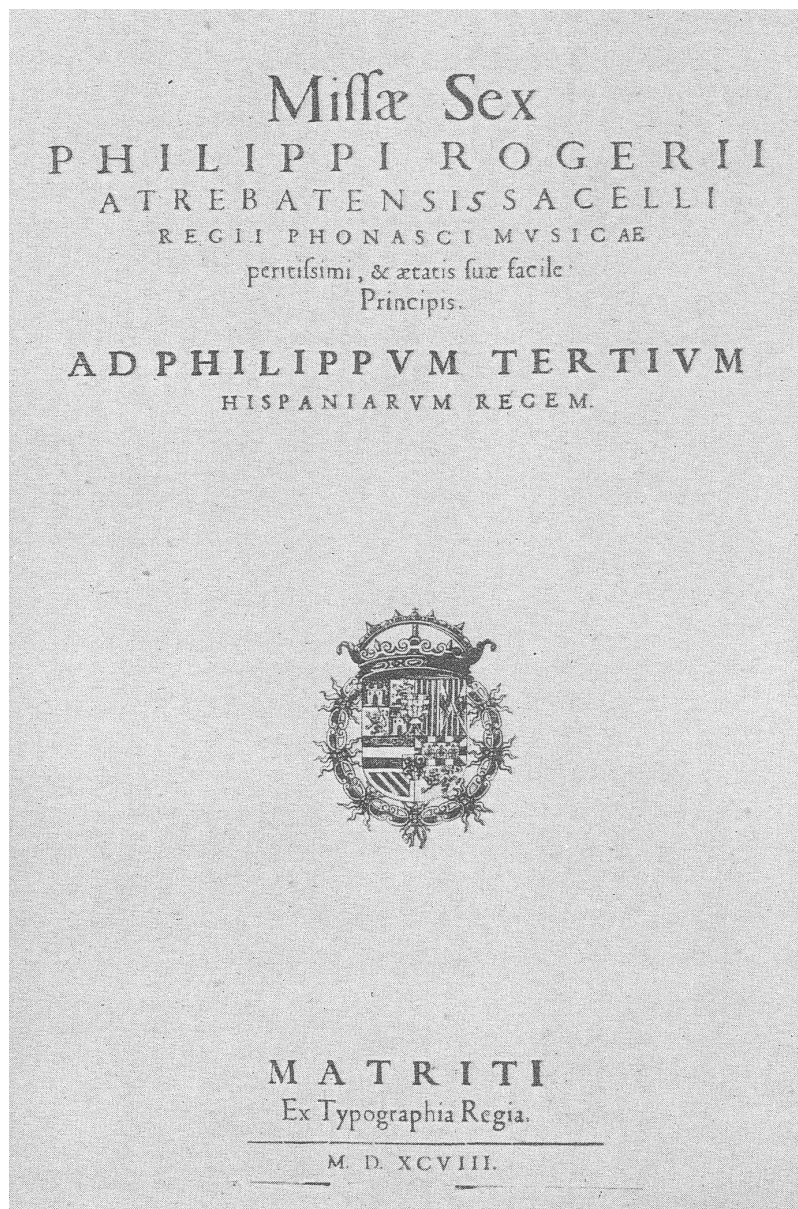 Miſſæ Sex
PHILIPPI ROGERII
ATREBATENSIS SACELLI
REGII PHONASCI MVSICAE
peritiſsimi, & ætatis ſuæ facile
Principis.
AD PHILIPPVM TERTIVM
HISPANIARVM REGEM.
MATRITI
Ex Typographia Regia.
M. D. XCVIII.